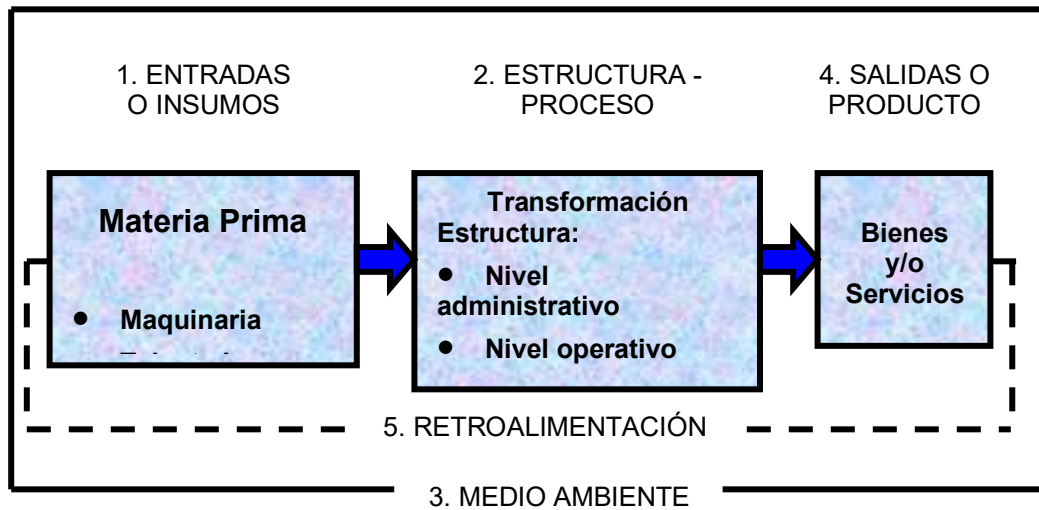 1. ENTRADAS
O INSUMOS
2. ESTRUCTURA -
PROCESO
4. SALIDAS O
PRODUCTO
Materia Prima
● Maquinaria
Transformación
Estructura:
● Nivel
administrativo
● Nivel operativo
Bienes
y/o
Servicios
5. RETROALIMENTACIÓN
3. MEDIO AMBIENTE